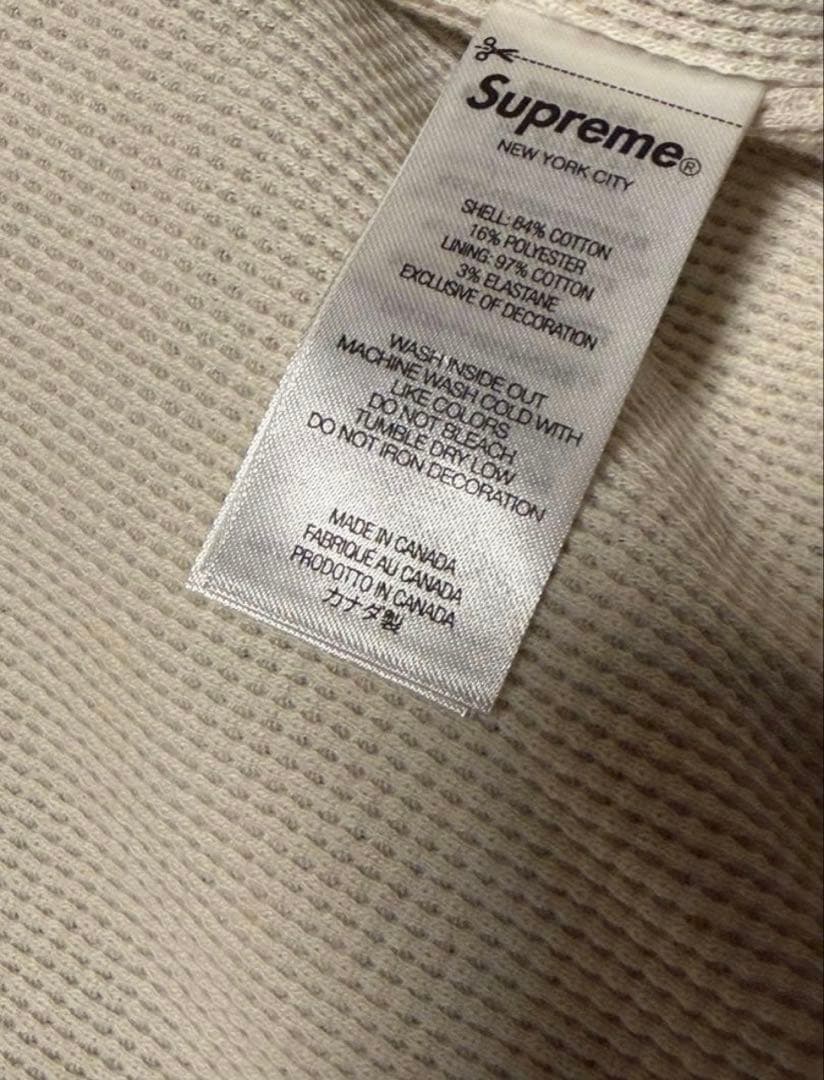 Supreme®
NEW YORK CITY
SHELL: 84% COTTON
16% POLYESTER
LINING: 97% COTTON
3% ELASTANE
EXCLUSIVE OF DECORATION
WASH INSIDE OUT
MACHINE WASH COLD WITH
LIKE COLORS
DO NOT BLEACH
TUMBLE DRY LOW
DO NOT IRON DECORATION
MADE IN CANADA
FABRIQUÉ AU CANADA
PRODOTTO IN CANADA
カナダ製